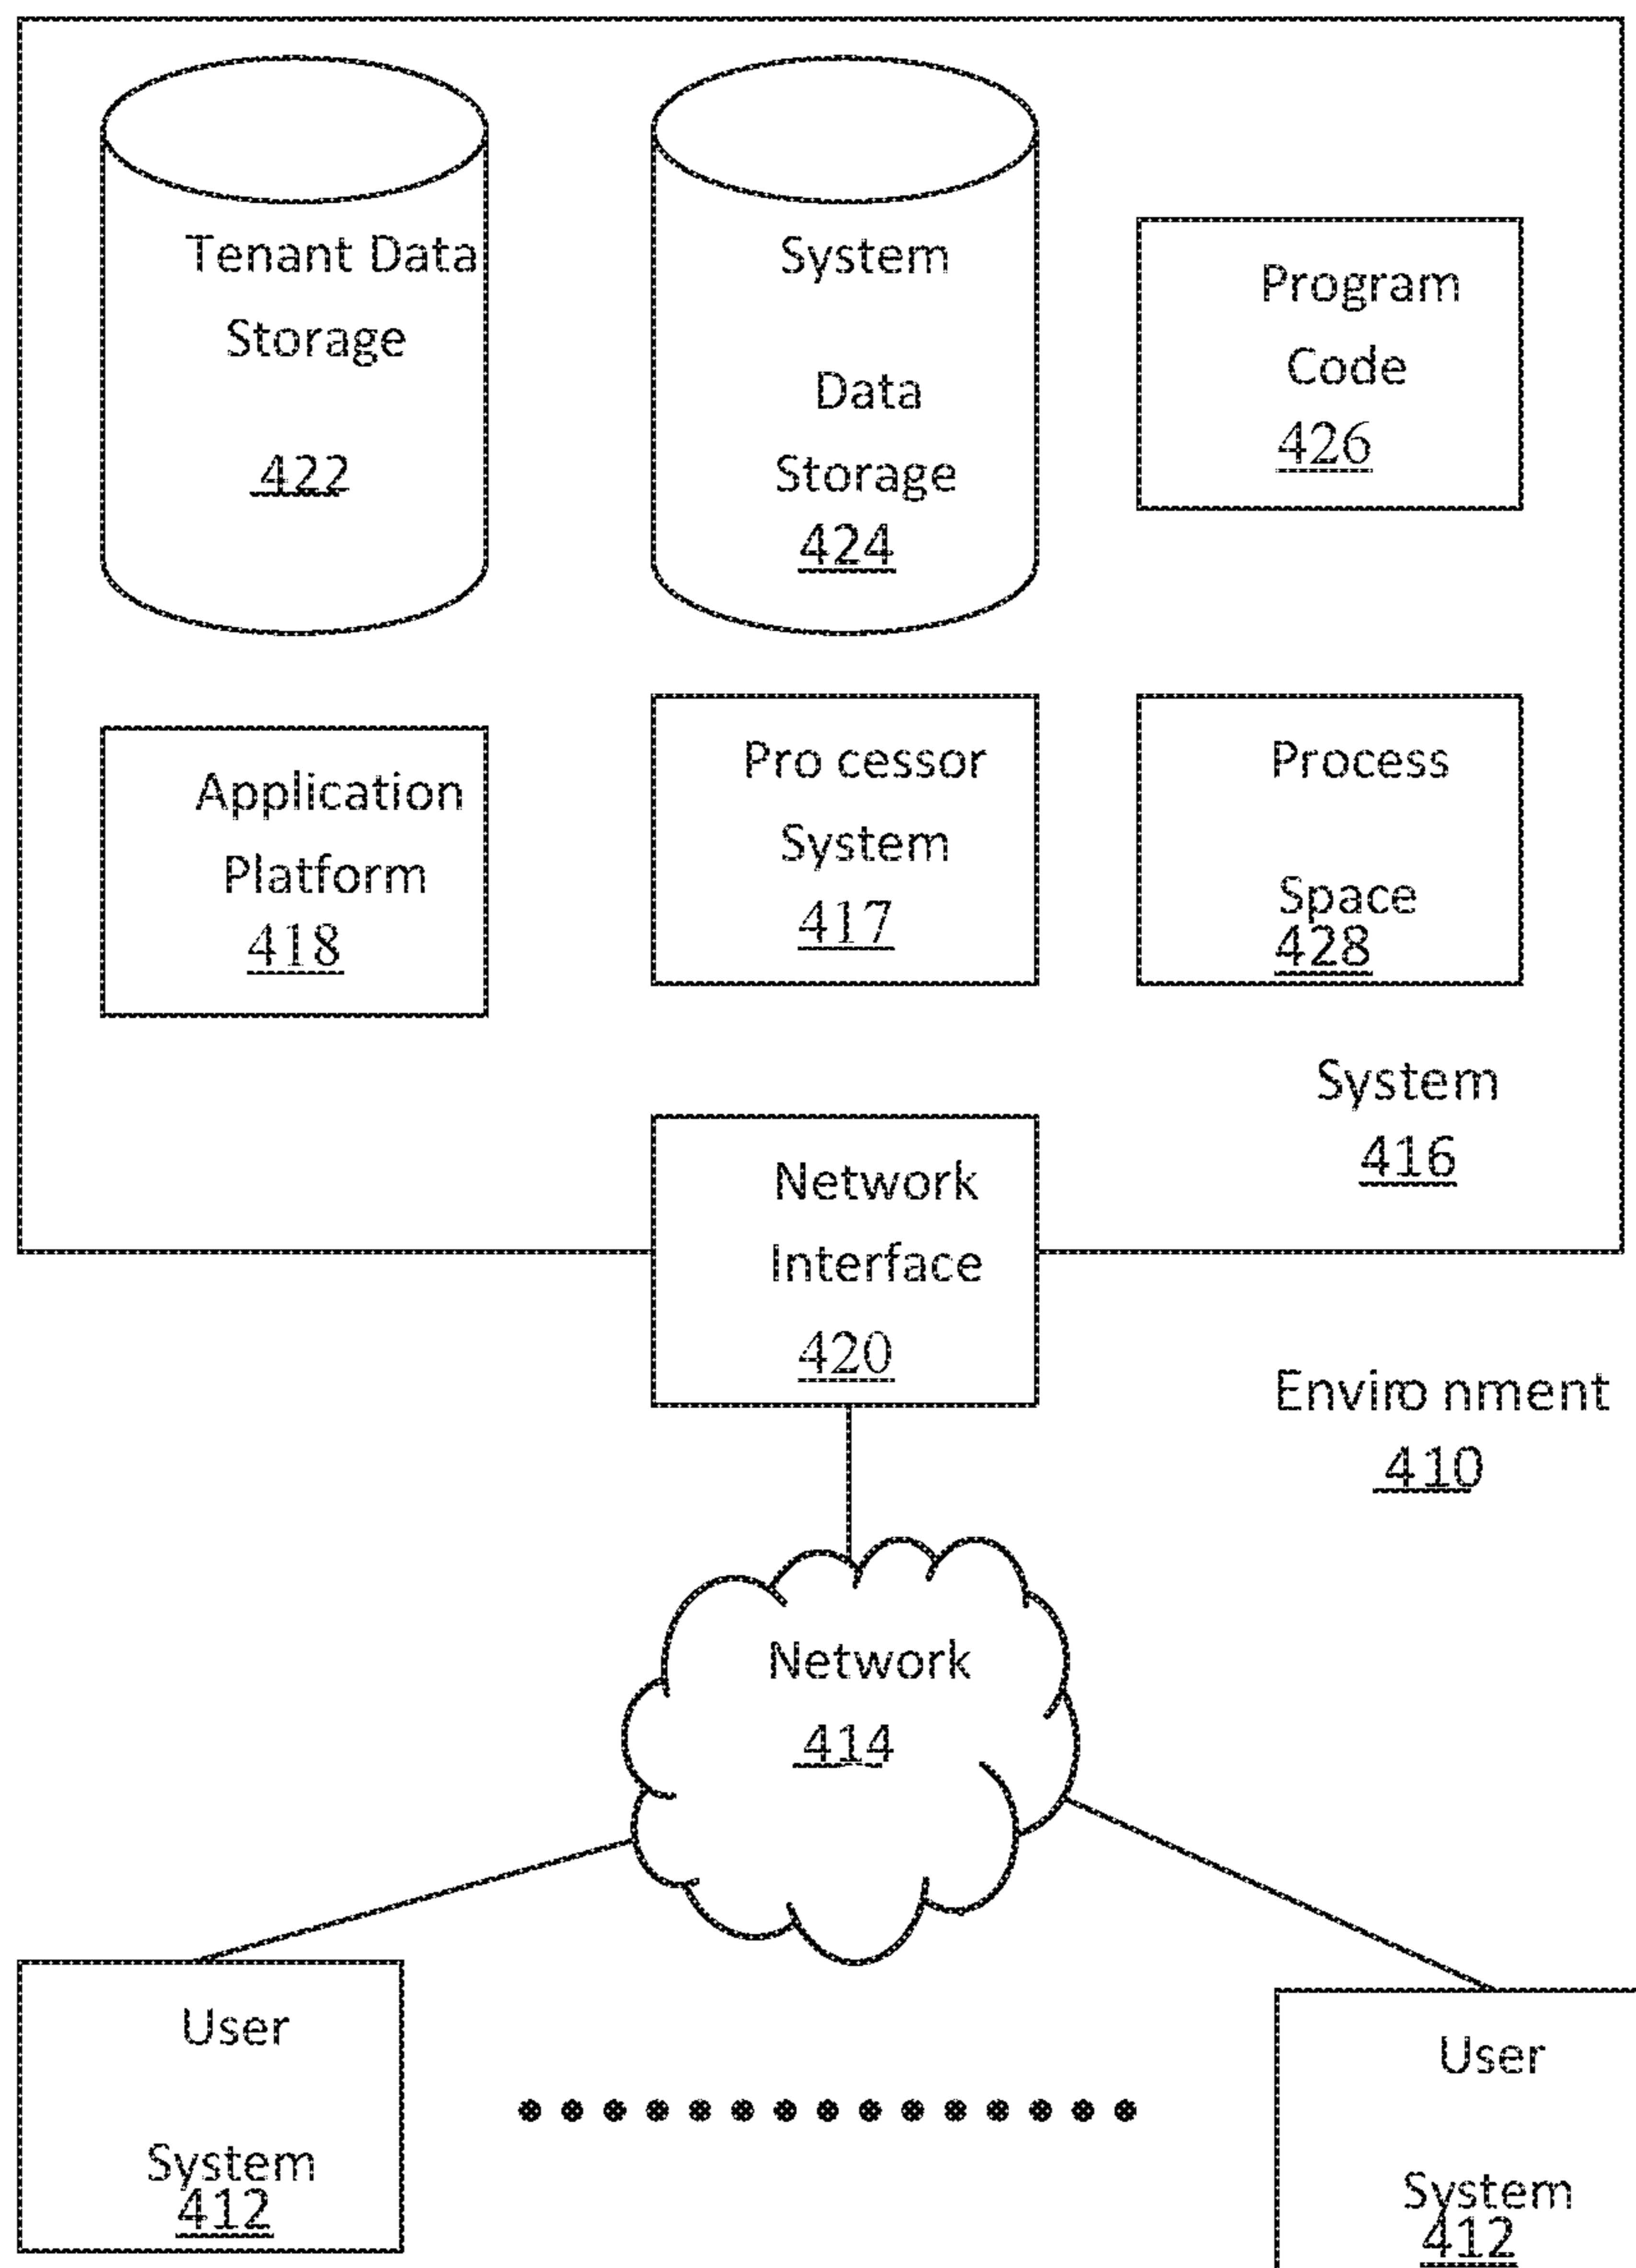 Tenant Data
Storage
422
System
Data
Storage
424
Program
Code
426
Application
Platform
418
Pro cessor
System
417
Process
Space
428
System
416
Network
Interface
420
Enviro nment
410
Network
414
User
System
412
User
System
412